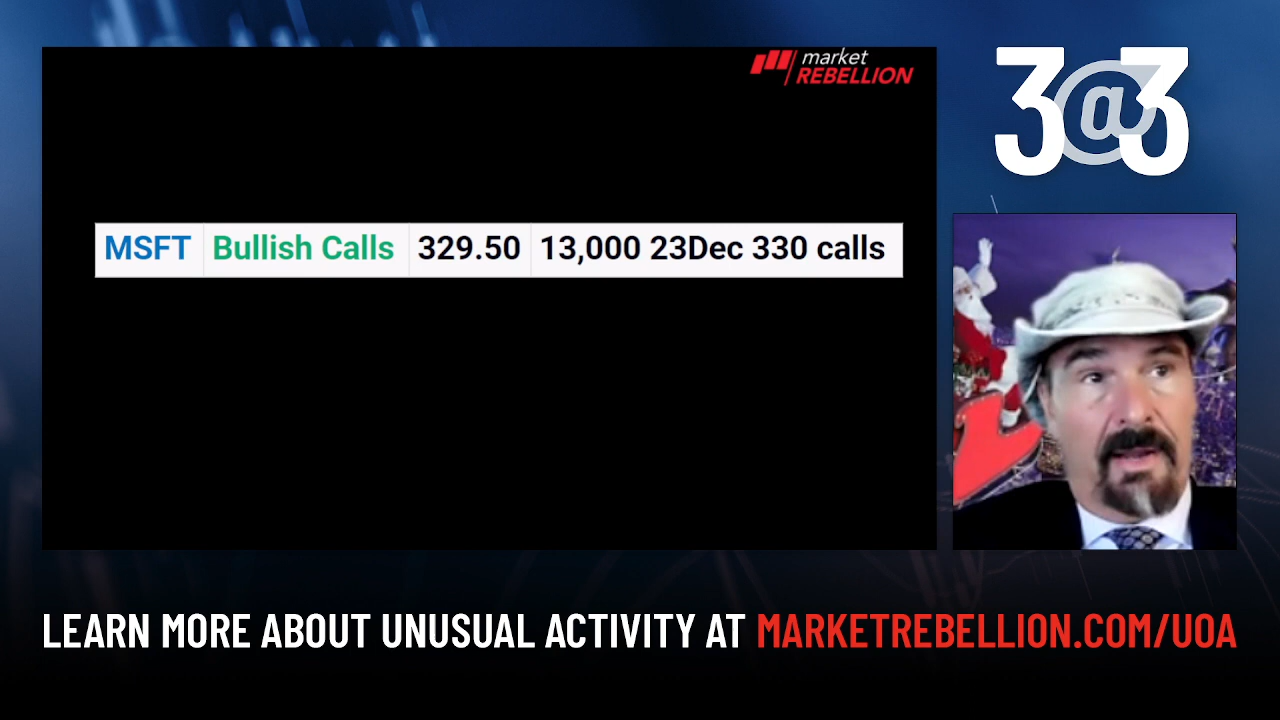 market
REBELLION
3@3
MSFT Bullish Calls 329.50 13,000 23Dec 330 calls
LEARN MORE ABOUT UNUSUAL ACTIVITY AT MARKETREBELLION.COM/UOA